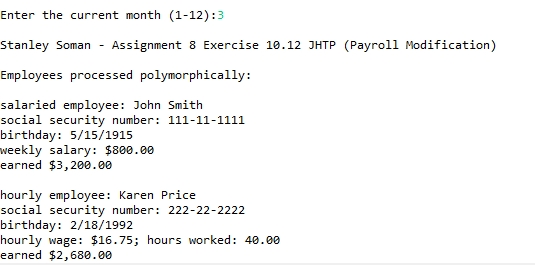 Enter the current month (1-12):3
Stanley Soman - Assignment 8 Exercise 10.12 JHTP (Payroll Modification)
Employees processed polymorphically:
salaried employee: John Smith
social security number: 111-11-1111
birthday: 5/15/1915
weekly salary: $800.00
earned $3,200.00
hourly employee: Karen Price
social security number: 222-22-2222
birthday: 2/18/1992
hourly wage: $16.75; hours worked: 40.00
earned $2,680.00